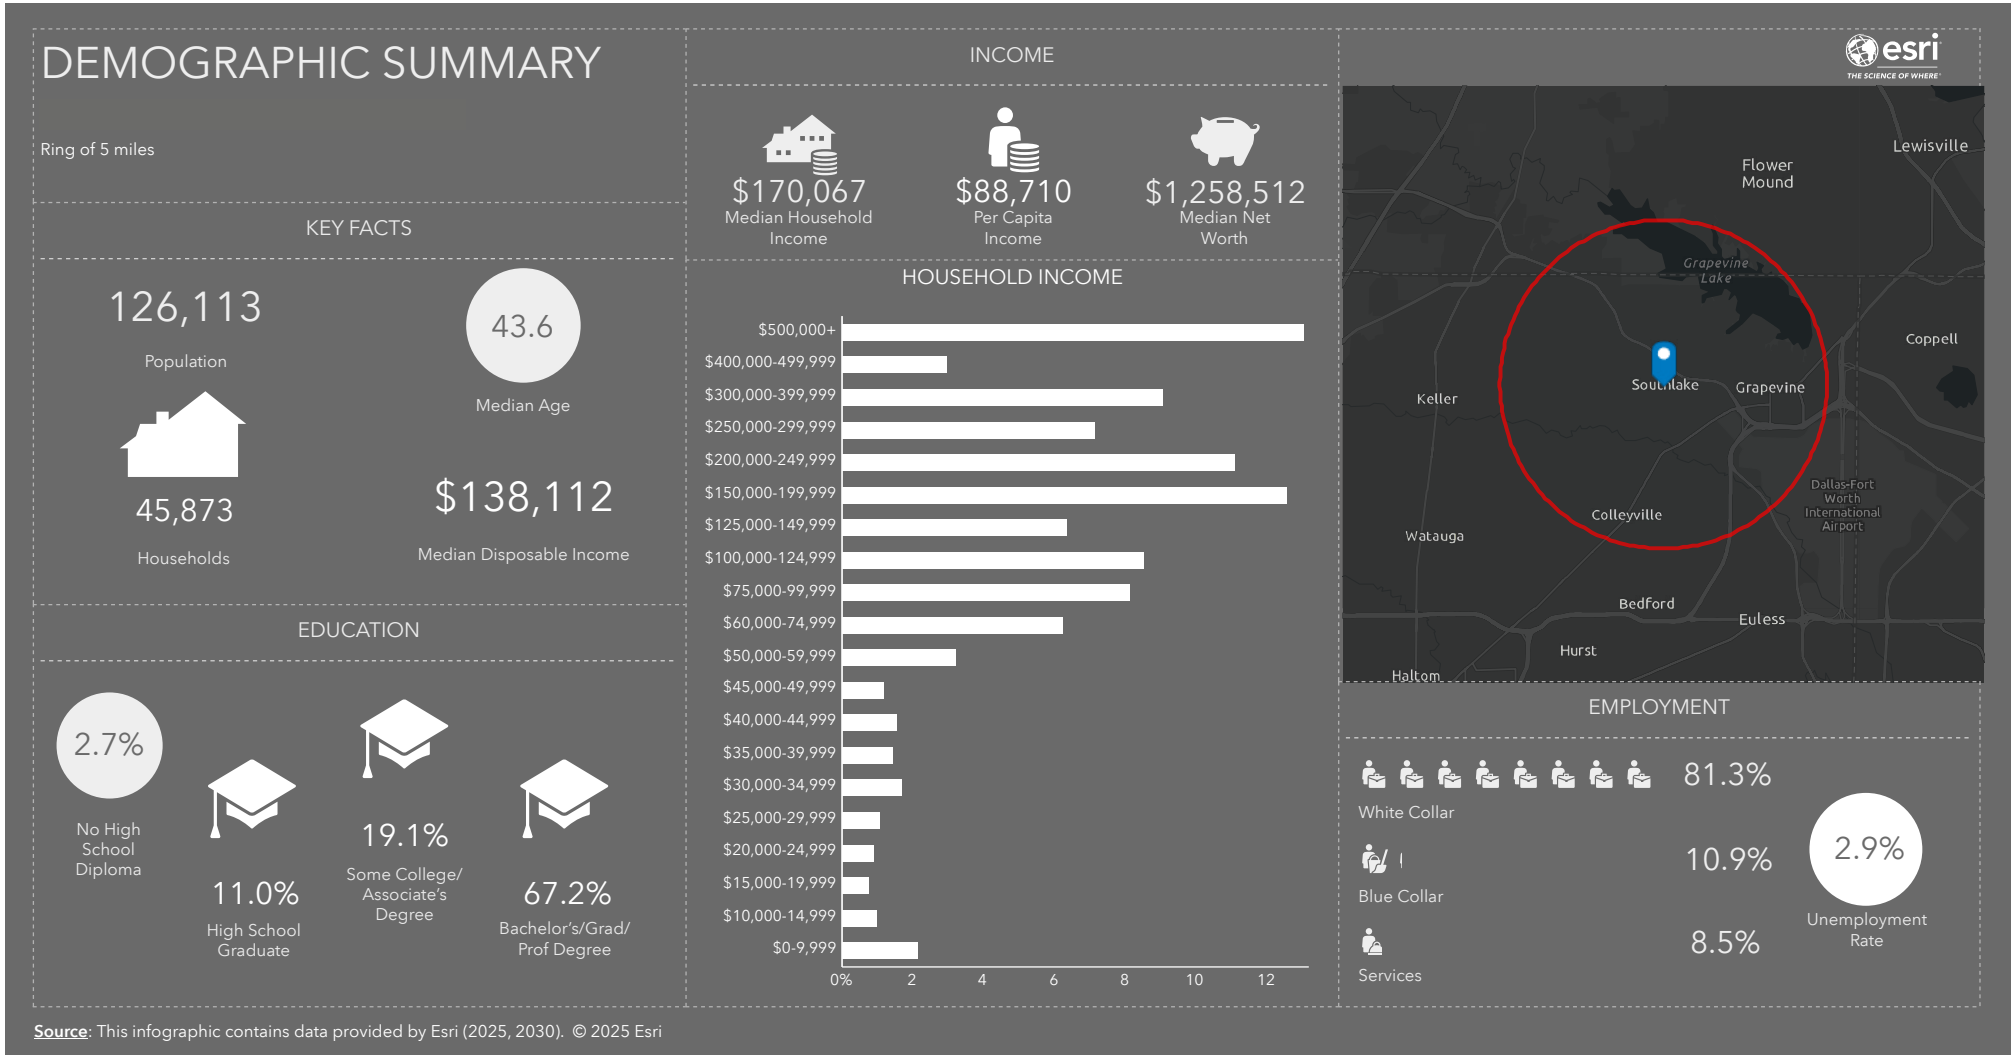 DEMOGRAPHIC SUMMARY
Ring of 5 miles
KEY FACTS
126,113
Population
43.6
Median Age
45,873
Households
$138,112
Median Disposable Income
EDUCATION
2.7%
No High
School
Diploma
11.0%
High School
Graduate
19.1%
Some College/
Associate's
Degree
67.2%
Bachelor's/Grad/
Prof Degree
INCOME
$170,067
Median Household
Income
$88,710
Per Capita
Income
$1,258,512
Median Net
Worth
HOUSEHOLD INCOME
$500,000+
$400,000-499,999
$300,000-399,999
$250,000-299,999
$200,000-249,999
$150,000-199,999
$125,000-149,999
$100,000-124,999
$75,000-99,999
$60,000-74,999
$50,000-59,999
$45,000-49,999
$40,000-44,999
$35,000-39,999
$30,000-34,999
$25,000-29,999
$20,000-24,999
$15,000-19,999
$10,000-14,999
$0-9,999
0% 2 4 6 8 10 12
esri
THE SCIENCE OF WHERE
Lewisville
Flower
Mound
Grapevine
Lake
Coppell
Southlake
Grapevine
Keller
Dallas-Fort
Worth
International
Airport
Colleyville
Watauga
Bedford
Euless
Hurst
Haltom
EMPLOYMENT
81.3%
White Collar
10.9%
Blue Collar
8.5%
Services
2.9%
Unemployment
Rate
Source: This infographic contains data provided by Esri (2025, 2030). © 2025 Esri